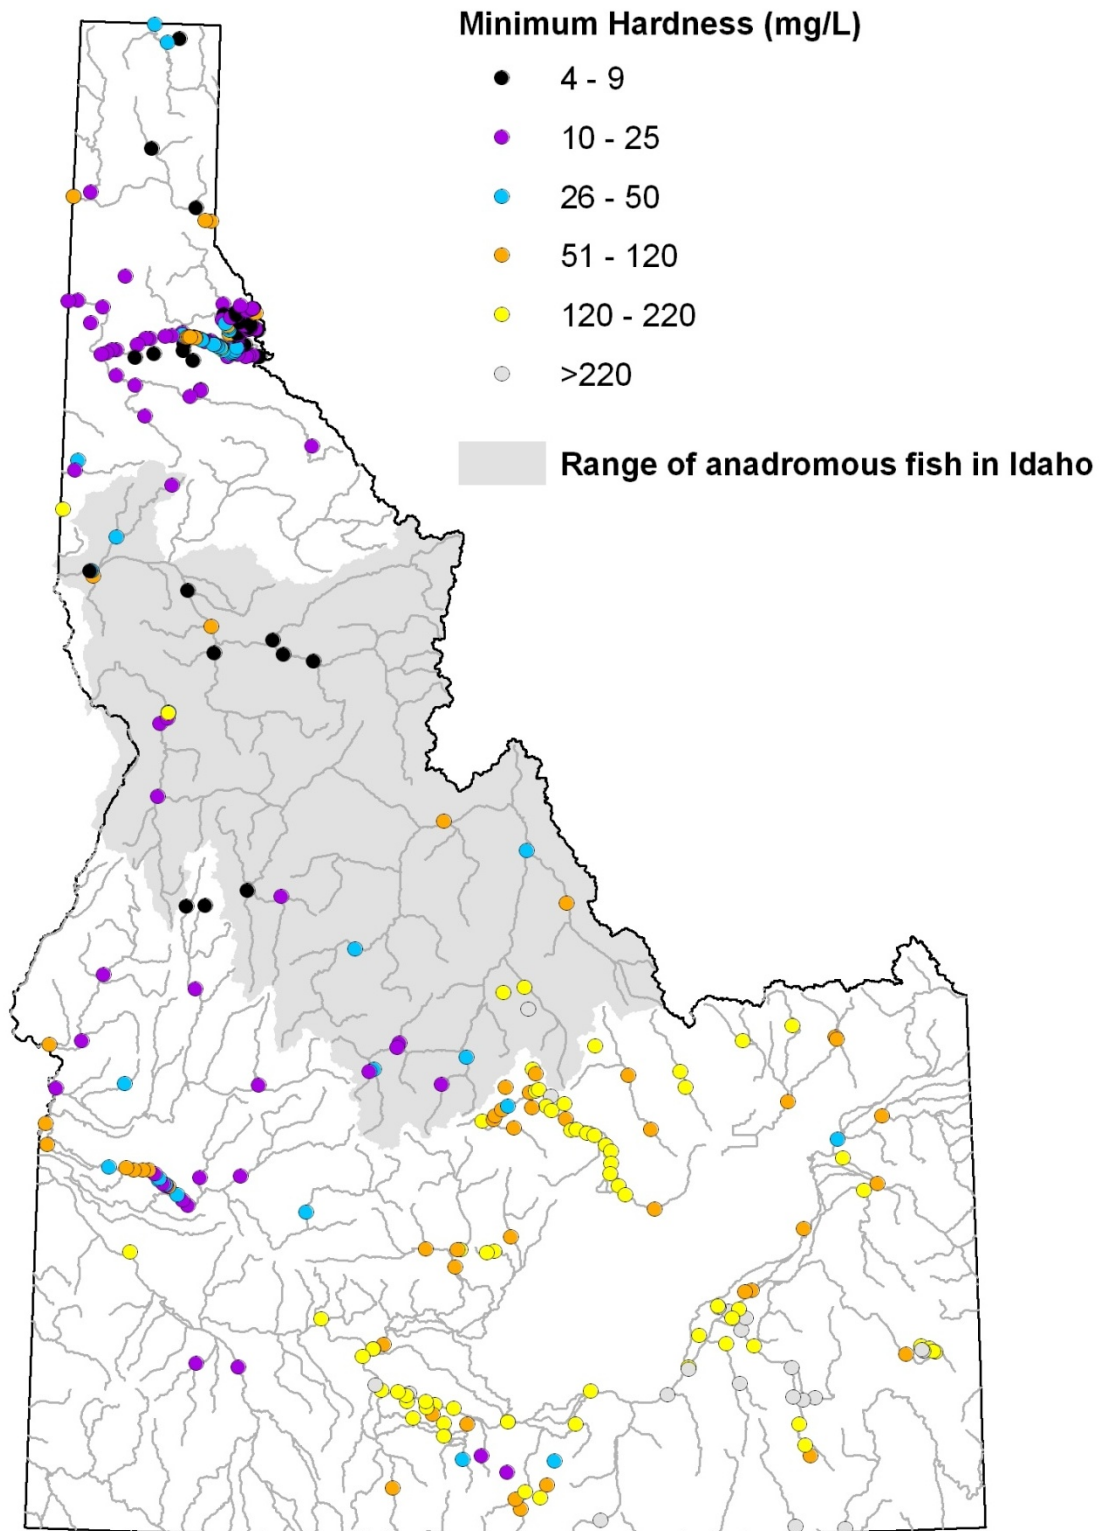 Minimum Hardness (mg/L)
4 - 9
10 - 25
26 - 50
51 - 120
120 - 220
>220
Range of anadromous fish in Idaho